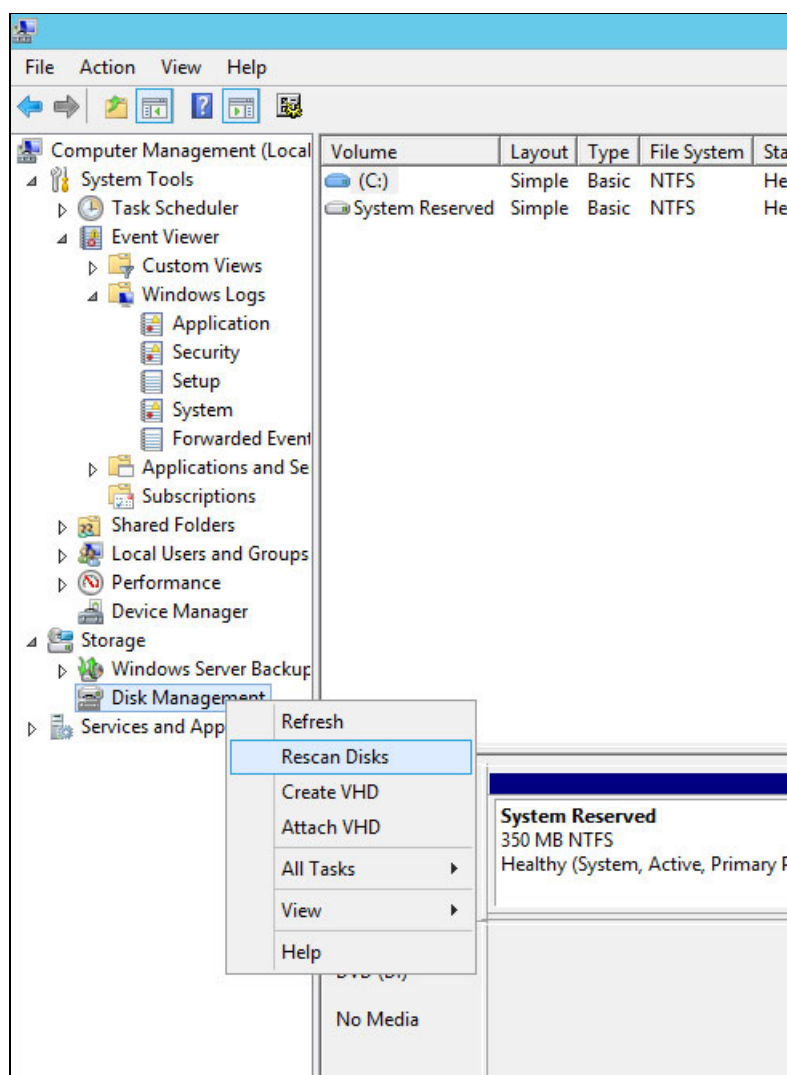 File Action View Help
Computer Management (Local
System Tools
Task Scheduler
Event Viewer
Custom Views
Windows Logs
Application
Security
Setup
System
Forwarded Event
Applications and Se
Subscriptions
Shared Folders
Local Users and Groups
Performance
Device Manager
Storage
Windows Server Backup
Disk Management
Services and App
Volume Layout Type File System Sta
(C:) Simple Basic NTFS He
System Reserved Simple Basic NTFS He
Refresh
Rescan Disks
Create VHD
Attach VHD
All Tasks
View
Help
System Reserved
350 MB NTFS
Healthy (System, Active, Primary P
DVD (D:)
No Media